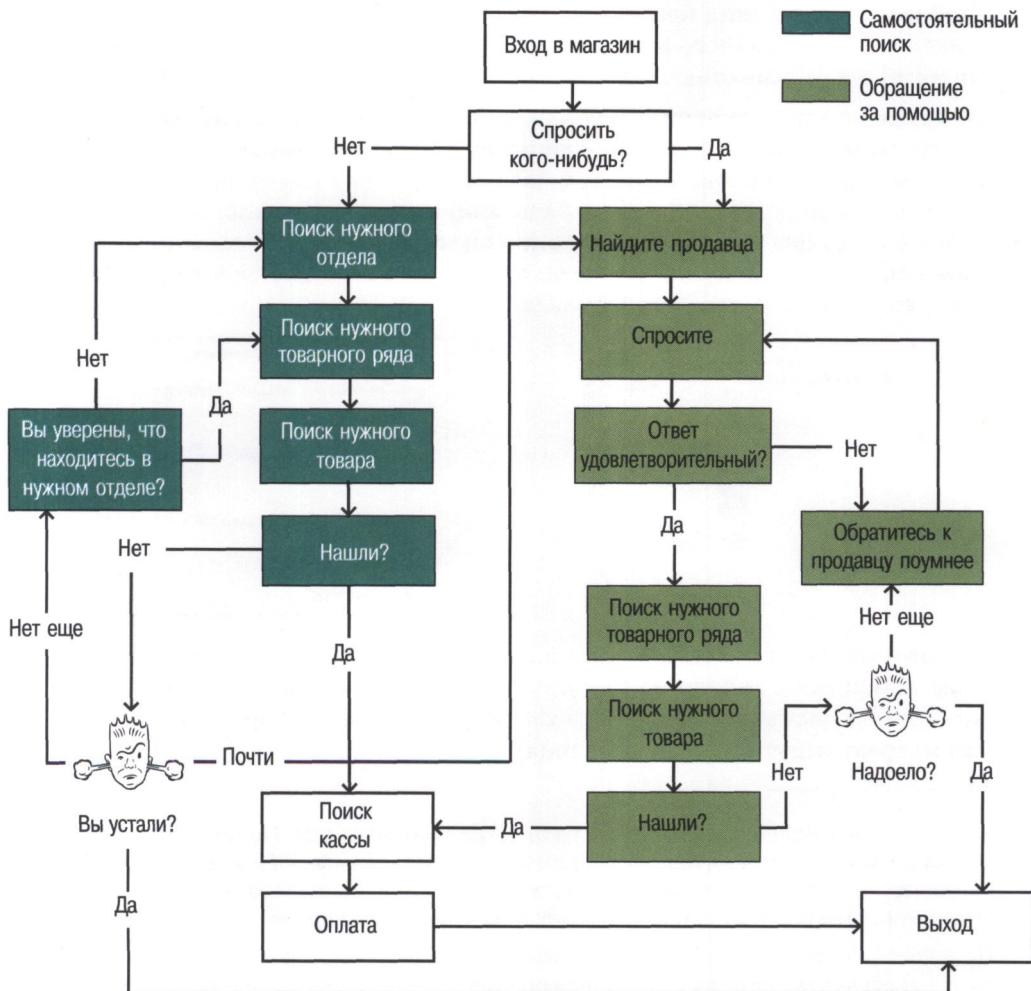 Вход в магазин
Самостоятельный
поиск
Обращение
за помощью
Спросить
кого-нибудь?
Нет
Да
Поиск нужного
отдела
Найдите продавца
Поиск нужного
товарного ряда
Спросите
Нет
Да
Вы уверены, что
находитесь в
нужном отделе?
Поиск нужного
товара
Ответ
удовлетворительный?
Нет
Да
Нет
Нашли?
Обратитесь к
продавцу поумнее
Нет еще
Да
Поиск нужного
товарного ряда
Нет еще
Поиск нужного
товара
Почти
Вы устали?
Нет
Надоело?
Да
Поиск
кассы
Да
Нашли?
Да
Оплата
Выход